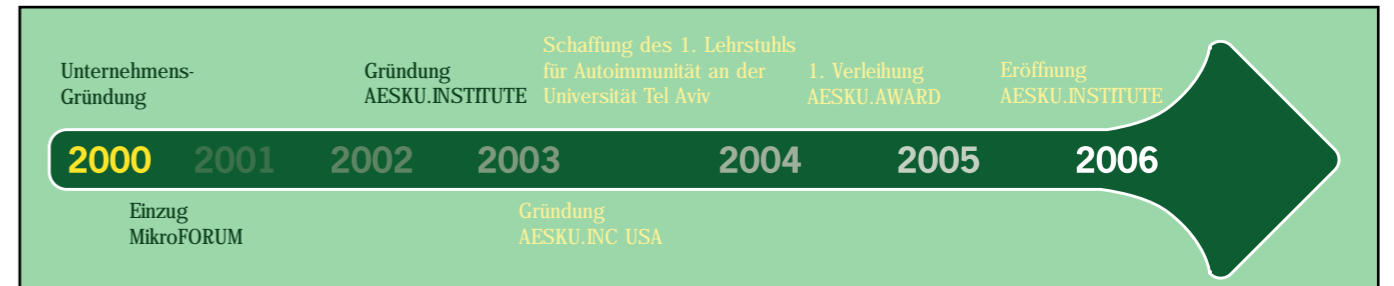 Unternehmens-
Gründung
Gründung
AESKU.INSTITUTE
Schaffung des 1. Lehrstuhls
für Autoimmunität an der
Universität Tel Aviv
1. Verleihung
AESKU.AWARD
Eröffnung
AESKU.INSTITUTE
2000 2001 2002 2003 2004 2005 2006
Einzug
MikroFORUM
Gründung
AESKU.INC USA